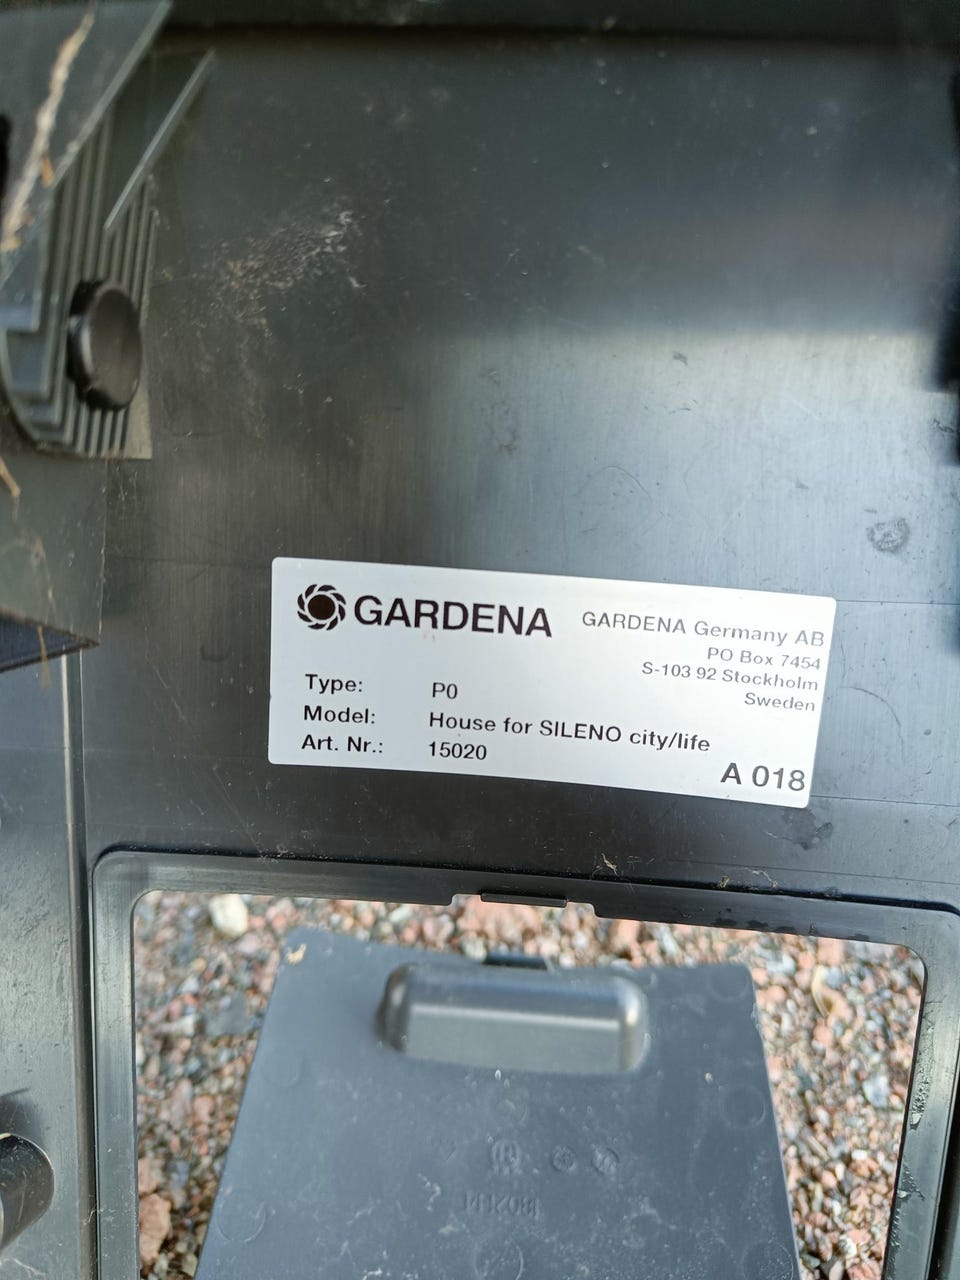 GARDENA
GARDENA Germany AB
PO Box 7454
S-103 92 Stockholm
Sweden
Type: P0
Model: House for SILENO city/life
Art. Nr.: 15020
A 018